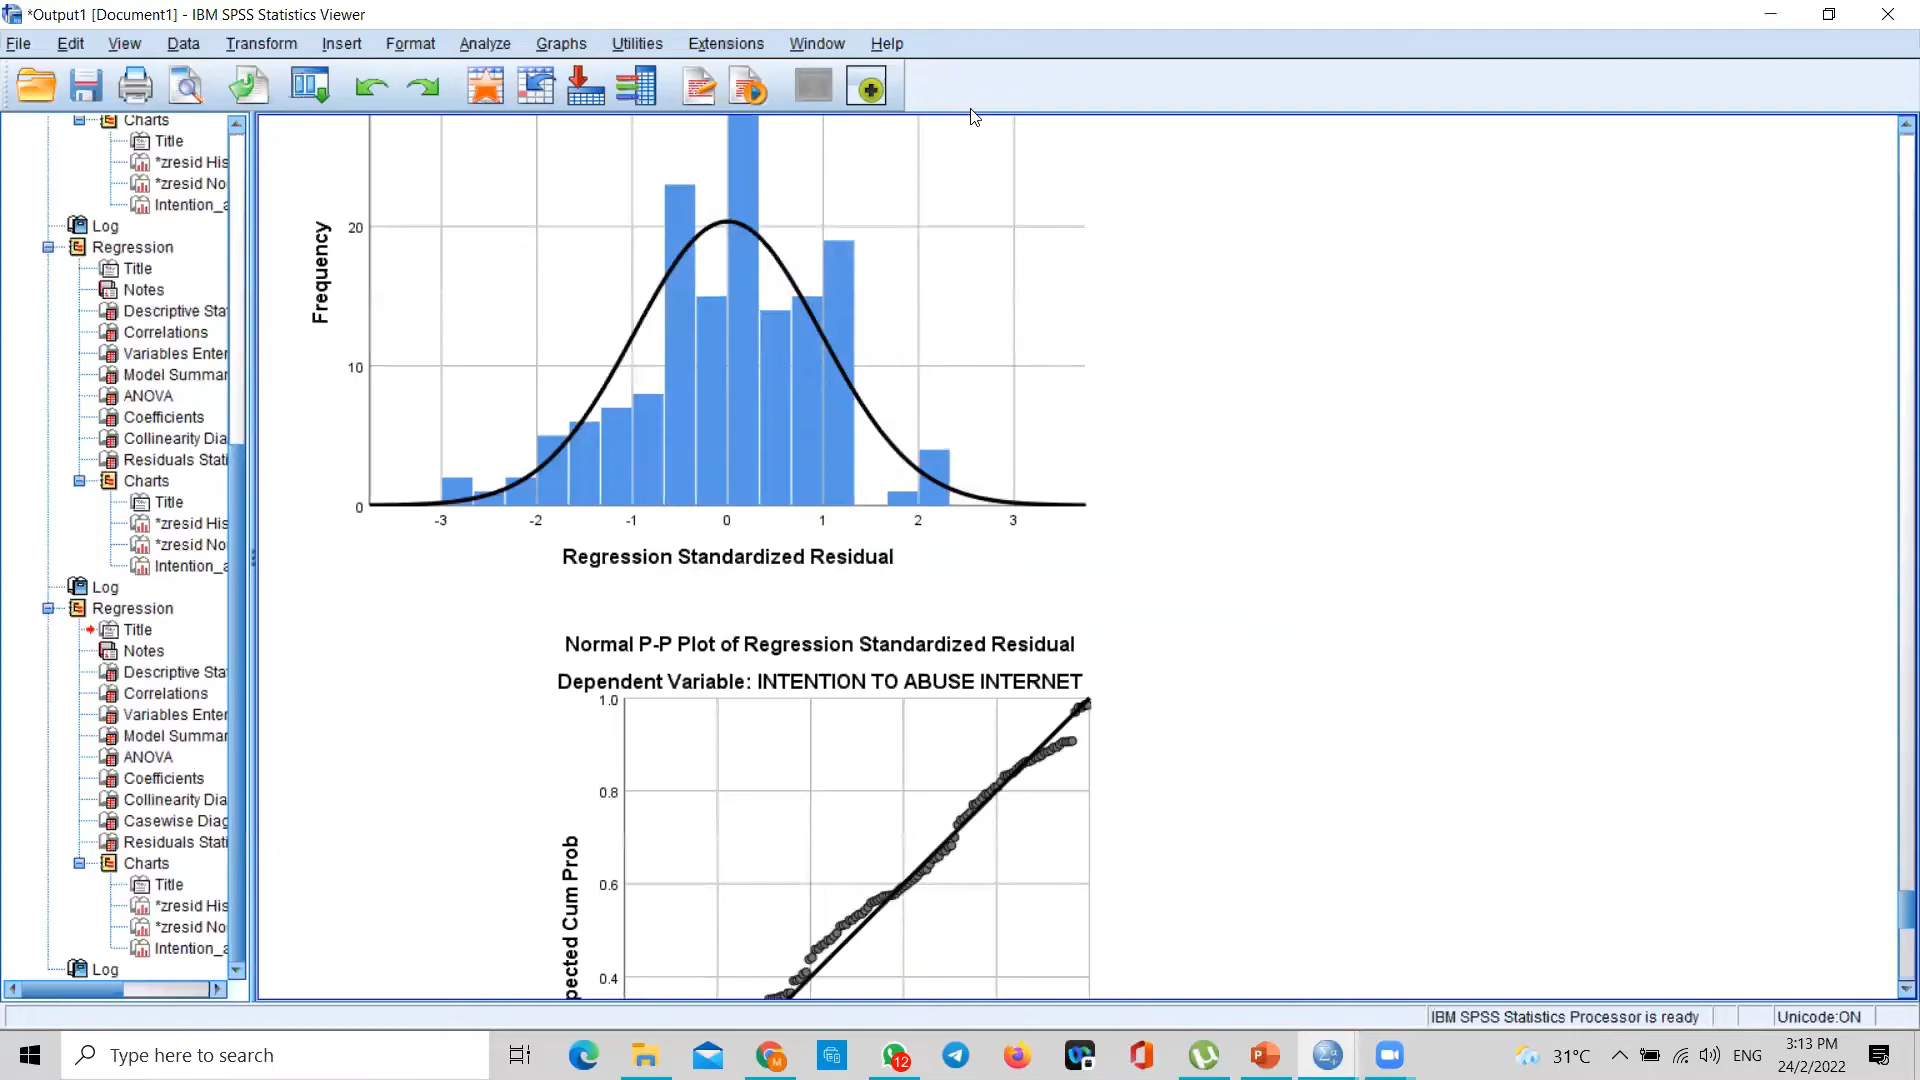 *Output1 [Document1] - IBM SPSS Statistics Viewer
File Edit View Data Transform Insert Format Analyze Graphs Utilities Extensions Window Help
Charts
Title
*zresid His
*zresid No
Intention_a
Log
Regression
Title
Notes
Descriptive Sta
Correlations
Variables Enter
Model Summar
ANOVA
Coefficients
Collinearity Dia
Residuals Stati
Charts
Title
*zresid His
*zresid No
Intention_a
Log
Regression
Title
Notes
Descriptive Sta
Correlations
Variables Enter
Model Summar
ANOVA
Coefficients
Collinearity Dia
Casewise Diag
Residuals Stati
Charts
Title
*zresid His
*zresid No
Intention_a
Log
Frequency
20
10
0
-3 -2 -1 0 1 2 3
Regression Standardized Residual
Normal P-P Plot of Regression Standardized Residual
Dependent Variable: INTENTION TO ABUSE INTERNET
1.0
0.8
0.6
0.4
pected Cum Prob
IBM SPSS Statistics Processor is ready
Unicode:ON
Type here to search
12
M
31°C
ENG
3:13 PM
24/2/2022